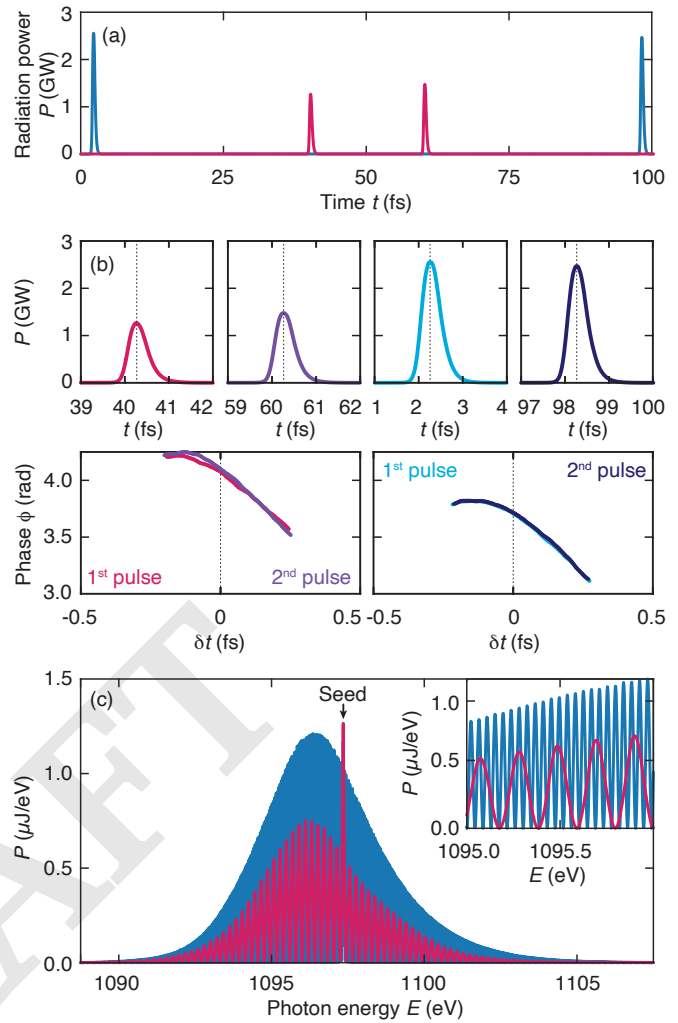 (a)
Radiation power
P (GW)
3
2
1
0
0 25 50 75 100
Time t (fs)
(b)
P (GW)
3
2
1
0
39 40 41 42 59 60 61 62 1 2 3 4 97 98 99 100
t (fs) t (fs) t (fs) t (fs)
Phase ϕ (rad)
4.0
3.5
3.0
1st pulse 2nd pulse
1st pulse 2nd pulse
-0.5 0 0.5 -0.5 0 0.5
δt (fs) δt (fs)
(c)
Seed
P (μJ/eV)
1.5
1.0
0.5
0.0
1090 1095 1100 1105
Photon energy E (eV)
P (μJ/eV)
1.0
0.5
0.0
1095.0 1095.5
E (eV)
AFT